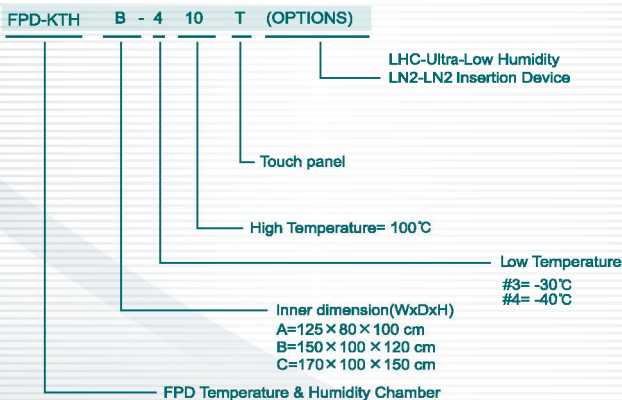 FPD-KTH B - 4 10 T (OPTIONS)
LHC-Ultra-Low Humidity
LN2-LN2 Insertion Device
Touch panel
High Temperature= 100℃
Low Temperature
#3= -30℃
#4= -40℃
Inner dimension(WxDxH)
A=125×80×100 cm
B=150×100×120 cm
C=170×100×150 cm
FPD Temperature & Humidity Chamber